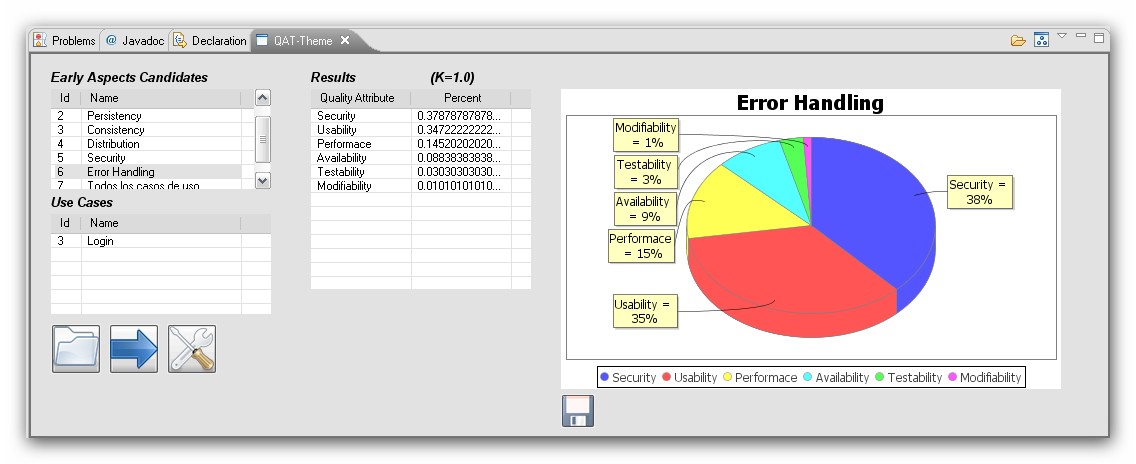 Problems @ Javadoc Declaration QAT-Theme
Early Aspects Candidates
Id Name
2 Persistency
3 Consistency
4 Distribution
5 Security
6 Error Handling
7 Todos los casos de uso
Use Cases
Id Name
3 Login
Results (K=1.0)
Quality Attribute Percent
Security 0.37878787878...
Usability 0.34722222222...
Performace 0.14520202020...
Availability 0.08838383838...
Testability 0.03030303030...
Modifiability 0.01010101010...
Error Handling
Modifiability
= 1%
Testability
= 3%
Availability
= 9%
Performace
= 15%
Usability =
35%
Security =
38%
Security Usability Performace Availability Testability Modifiability